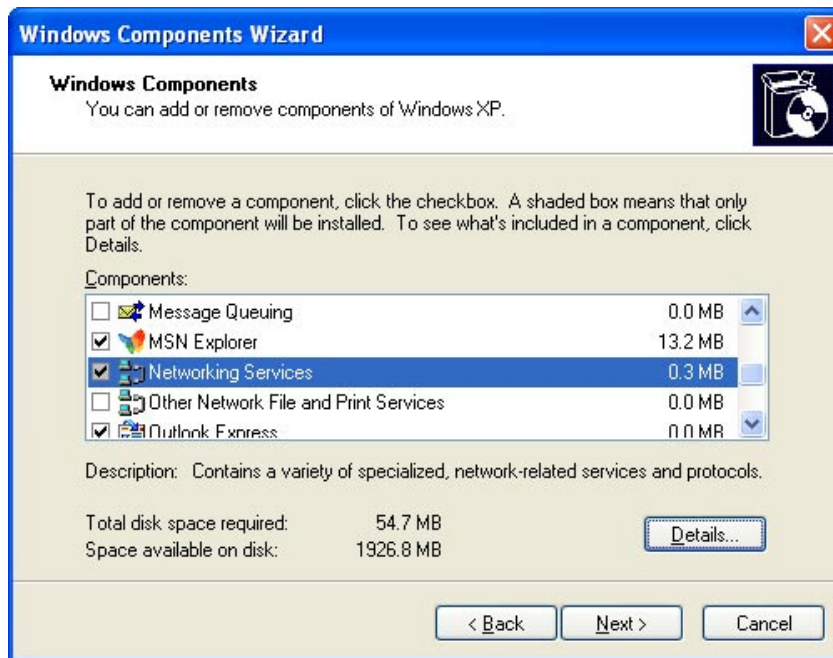 Windows Components Wizard
Windows Components
You can add or remove components of Windows XP.
To add or remove a component, click the checkbox. A shaded box means that only
part of the component will be installed. To see what's included in a component, click
Details.
Components:
Message Queuing 0.0 MB
MSN Explorer 13.2 MB
Networking Services 0.3 MB
Other Network File and Print Services 0.0 MB
Outlook Express 0.0 MB
Description: Contains a variety of specialized, network-related services and protocols.
Total disk space required: 54.7 MB
Space available on disk: 1926.8 MB
Details...
< Back Next > Cancel